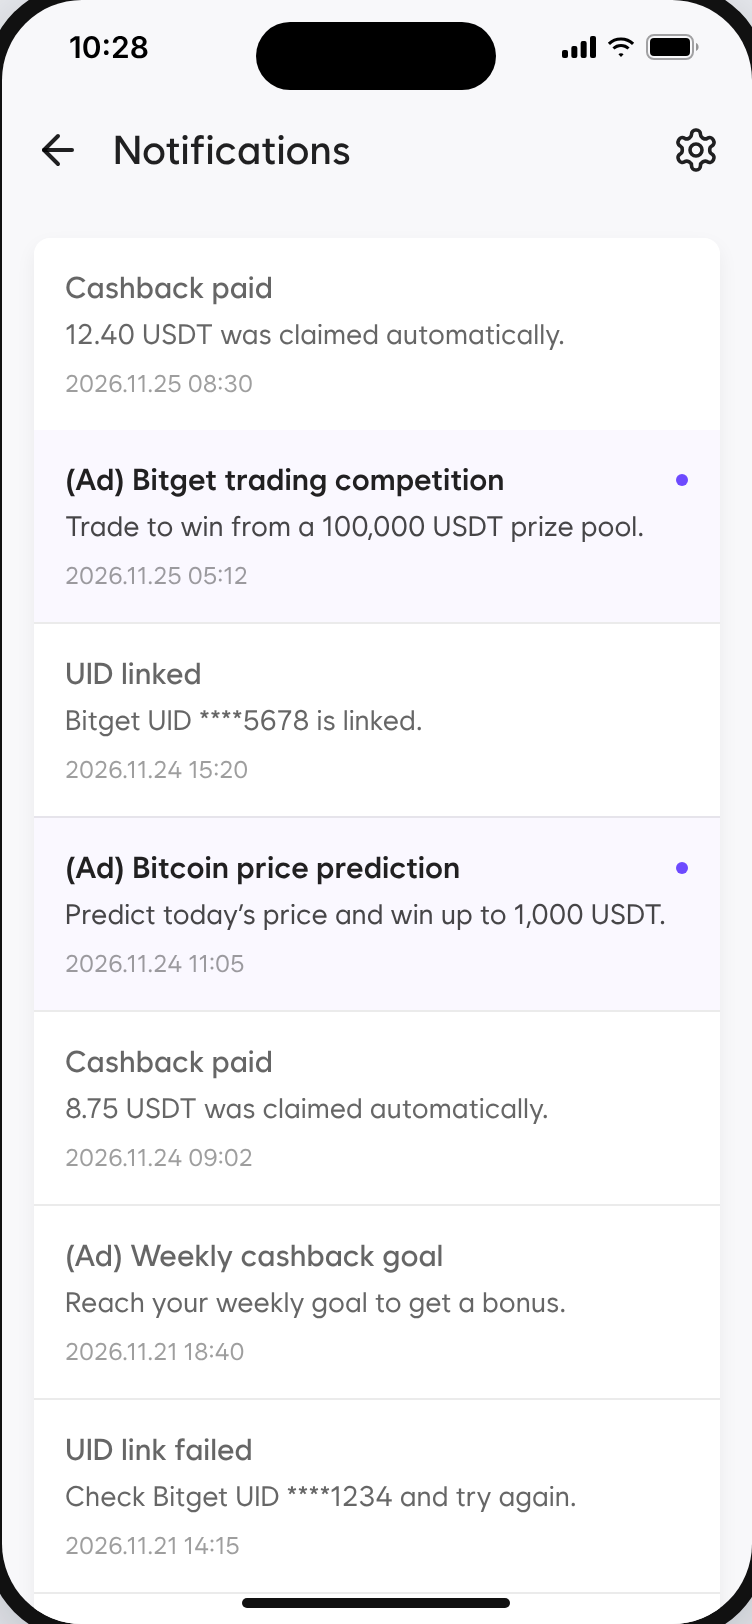 10:28
Notifications
Cashback paid
12.40 USDT was claimed automatically.
2026.11.25 08:30
(Ad) Bitget trading competition
Trade to win from a 100,000 USDT prize pool.
2026.11.25 05:12
UID linked
Bitget UID ****5678 is linked.
2026.11.24 15:20
(Ad) Bitcoin price prediction
Predict today’s price and win up to 1,000 USDT.
2026.11.24 11:05
Cashback paid
8.75 USDT was claimed automatically.
2026.11.24 09:02
(Ad) Weekly cashback goal
Reach your weekly goal to get a bonus.
2026.11.21 18:40
UID link failed
Check Bitget UID ****1234 and try again.
2026.11.21 14:15